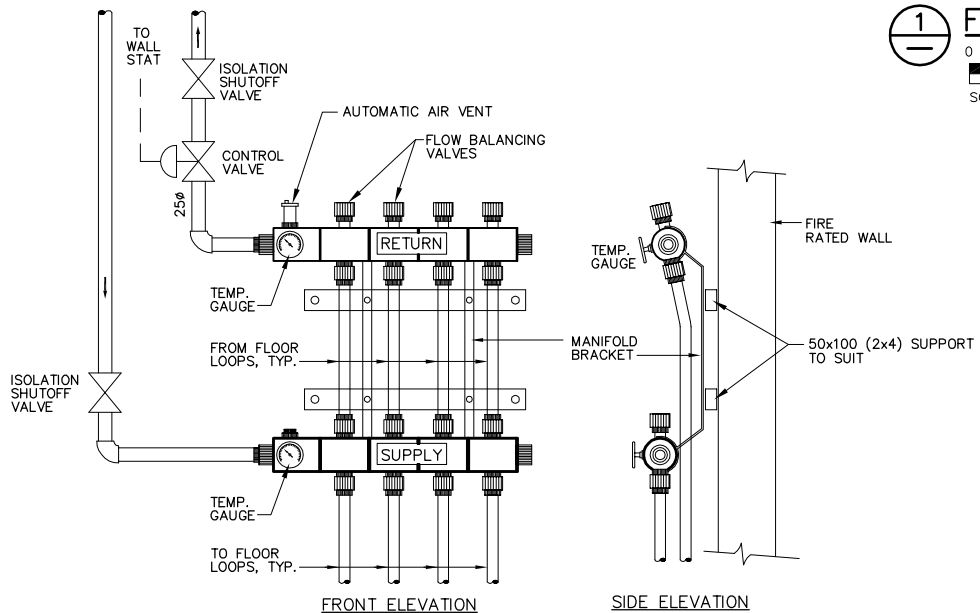 1
F
0
TO
WALL
STAT
ISOLATION
SHUTOFF
VALVE
AUTOMATIC AIR VENT
FLOW BALANCING
VALVES
CONTROL
VALVE
25ø
RETURN
FIRE
RATED WALL
TEMP.
GAUGE
TEMP.
GAUGE
FROM FLOOR
LOOPS, TYP.
MANIFOLD
BRACKET
50x100 (2x4) SUPPORT
TO SUIT
ISOLATION
SHUTOFF
VALVE
SUPPLY
TEMP.
GAUGE
TO FLOOR
LOOPS, TYP.
FRONT ELEVATION
SIDE ELEVATION